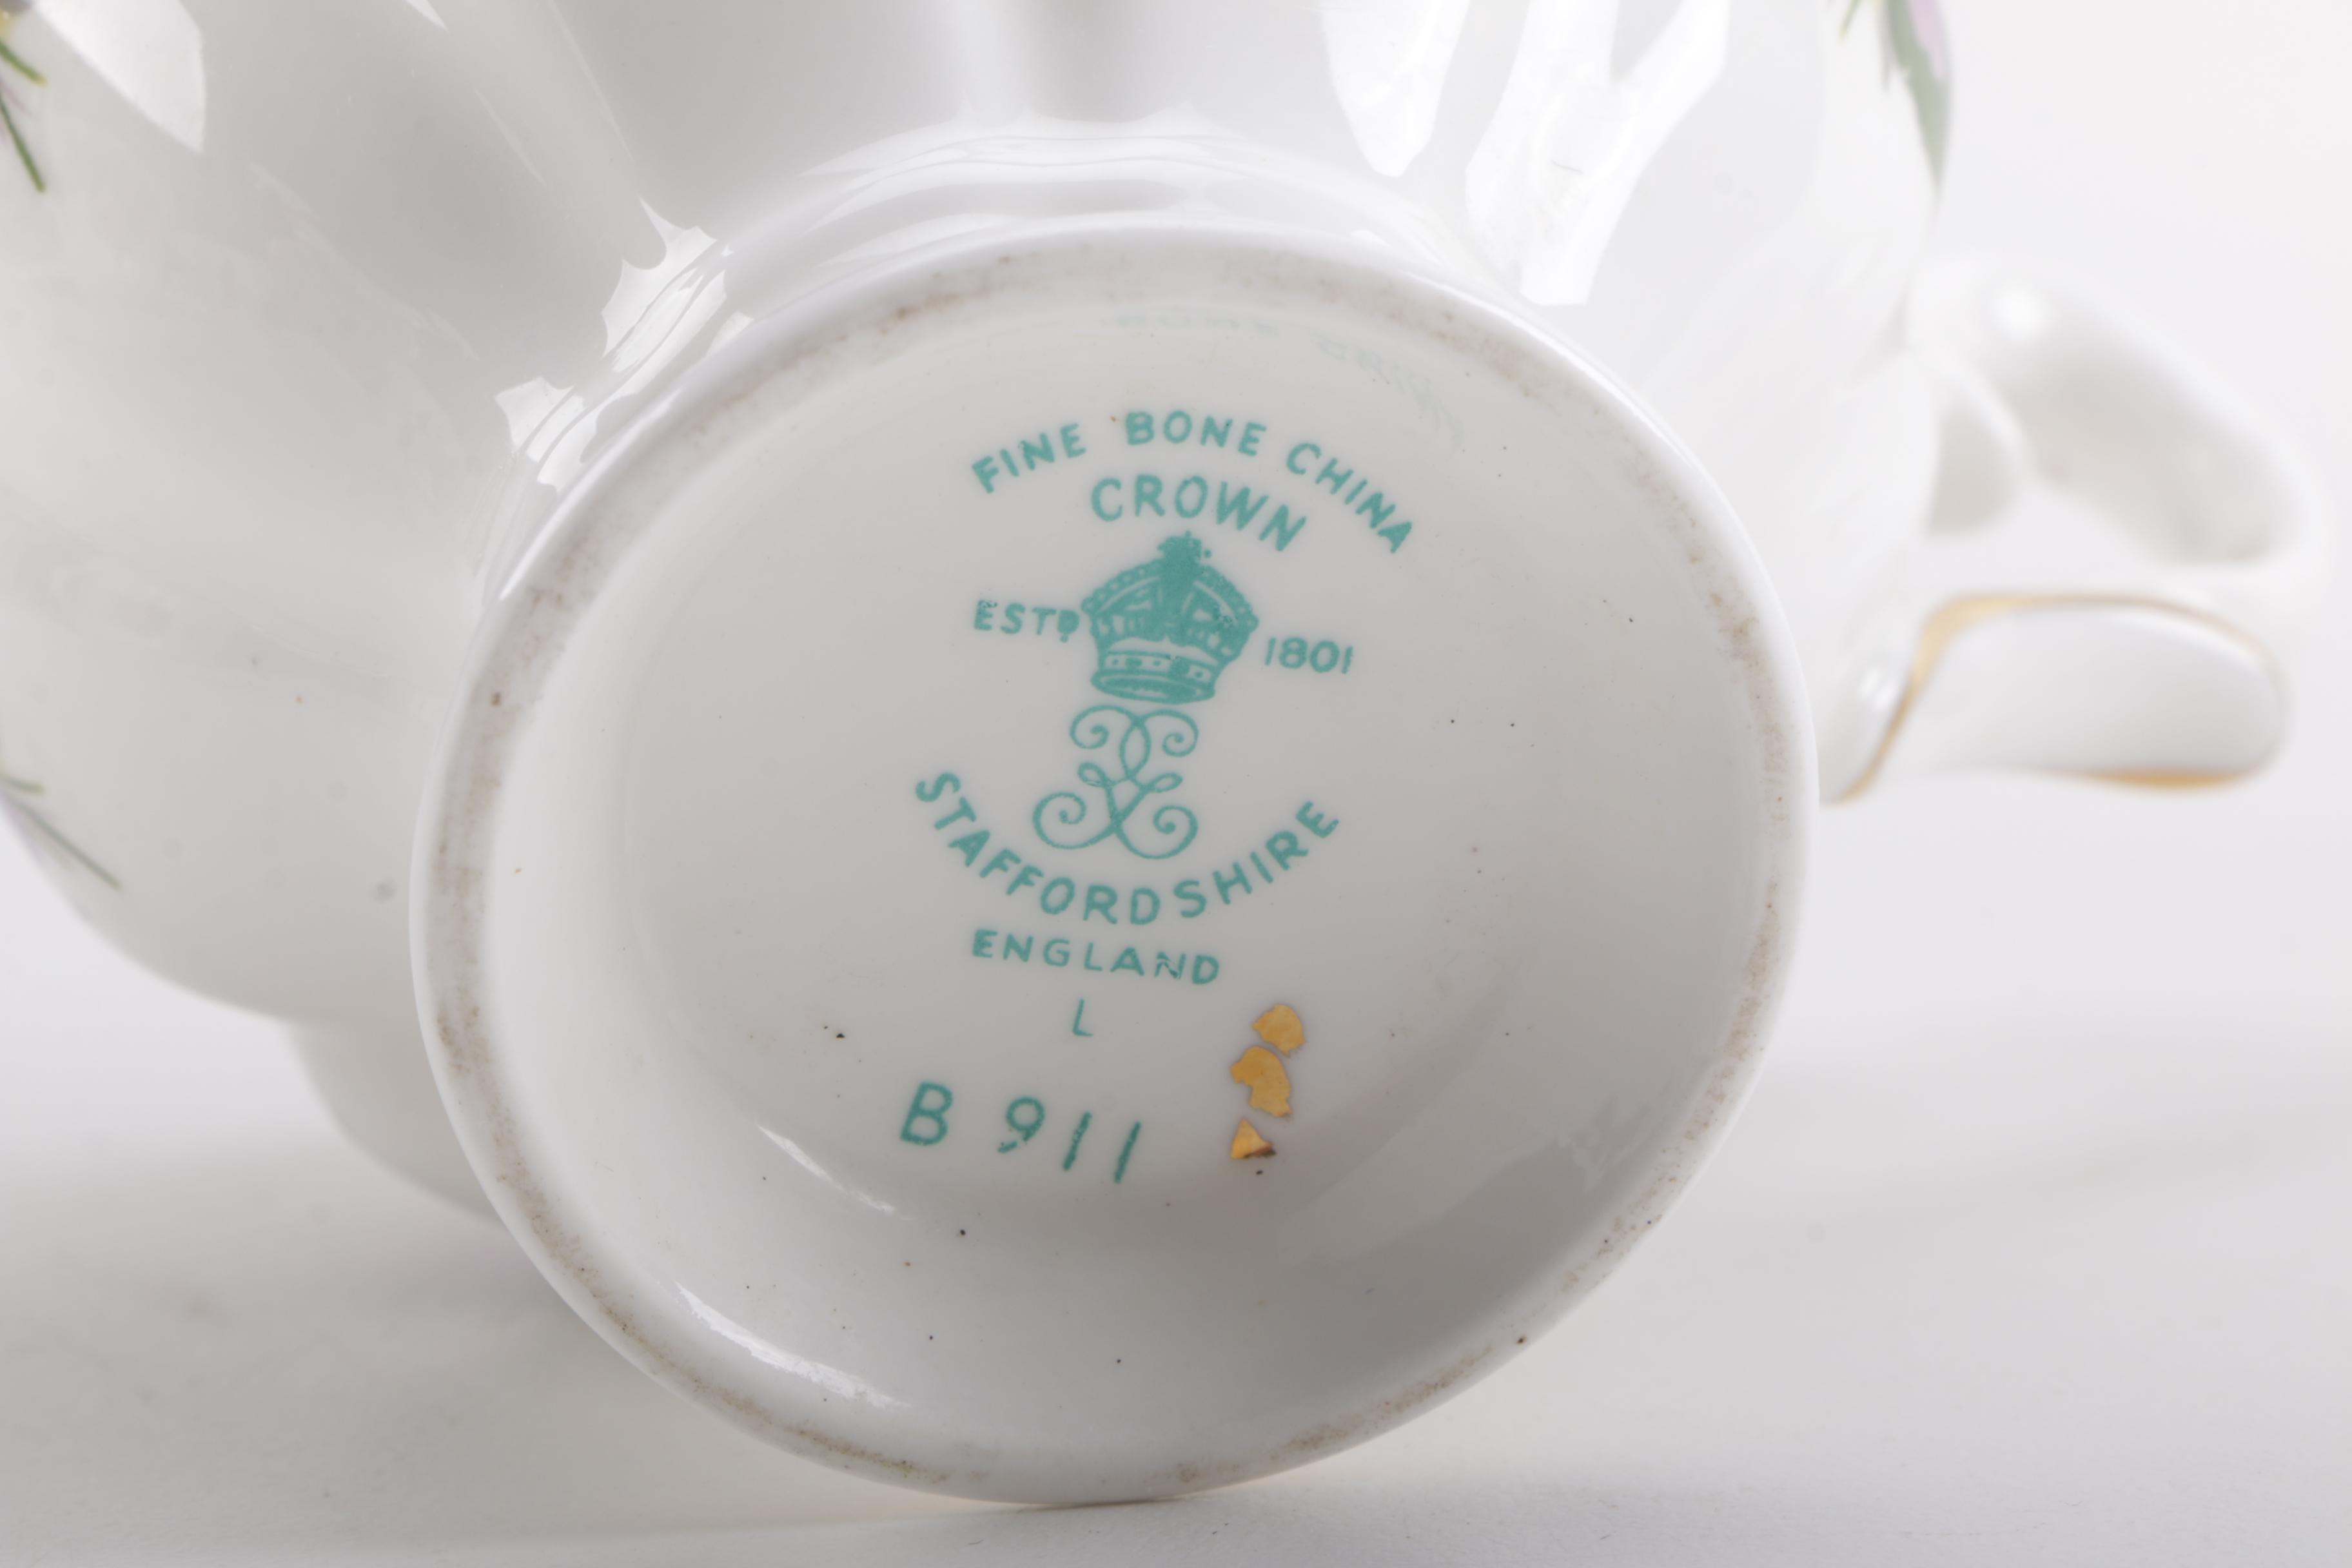 FINE BONE CHINA
CROWN
ESTD 1801
STAFFORDSHIRE
ENGLAND
L
B 911